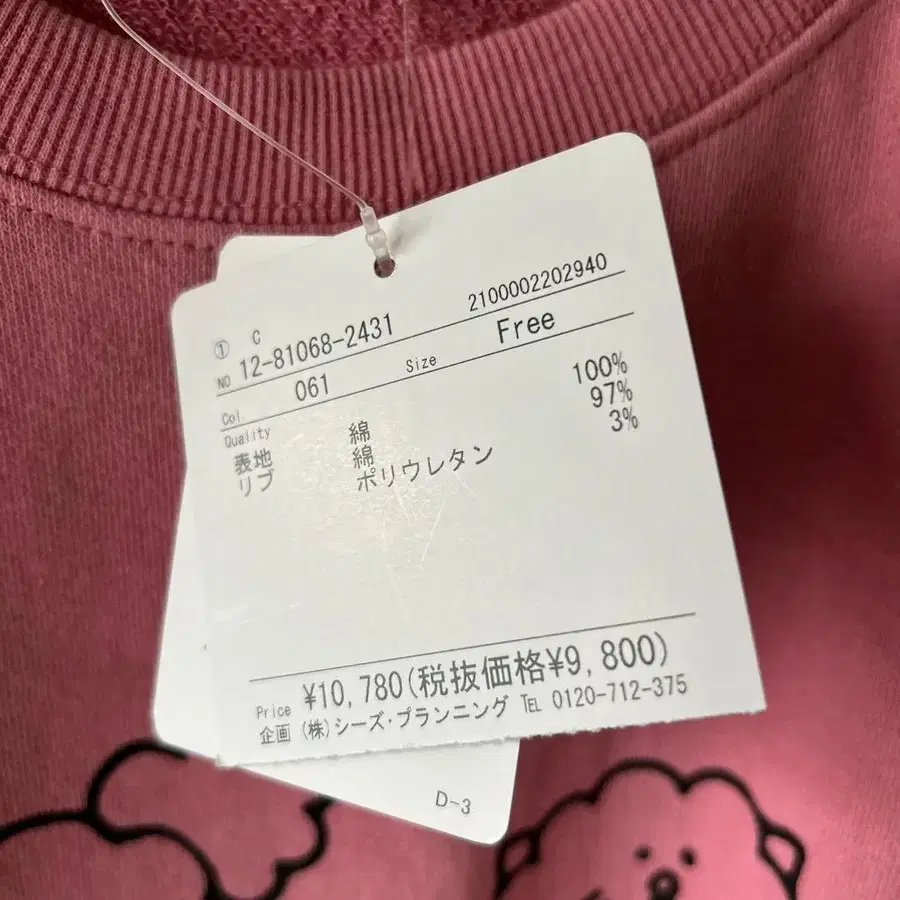 ① C
2100002202940
NO 12-81068-2431
Col. 061 Size Free
Quality
表地 綿 100%
リブ 綿 97%
ポリウレタン 3%
Price ¥10,780(税抜価格¥9,800)
企画 (株)シーズ・プランニング TEL 0120-712-375
D-3